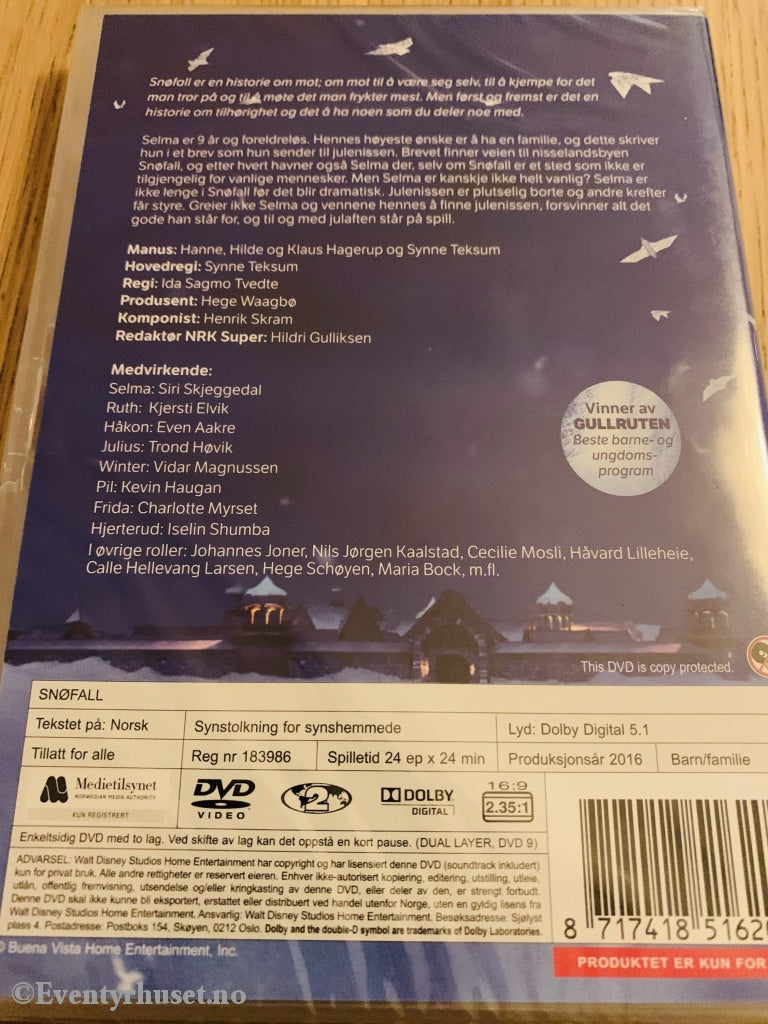 Snøfall er en historie om mot; om mot til å være seg selv, til å kjempe for det
man tror på og til å møte det man frykter mest. Men først og fremst er det en
historie om tilhørighet og det å ha noen som du deler noe med.
Selma er 9 år og foreldreløs. Hennes høyeste ønske er å ha en familie, og dette skriver
hun i et brev som hun sender til julenissen. Brevet finner veien til nisselandsbyen
Snøfall, og etter hvert havner også Selma der, selv om Snøfall er et sted som ikke er
tilgjengelig for vanlige mennesker. Men Selma er kanskje ikke helt vanlig? Selma er
ikke lenge i Snøfall før det blir dramatisk. Julenissen er plutselig borte og andre krefter
får styre. Greier ikke Selma og vennene hennes å finne julenissen, forsvinner alt det
gode han står for, og til og med julaften står på spill.
Manus: Hanne, Hilde og Klaus Hagerup og Synne Teksum
Hovedregi: Synne Teksum
Regi: Ida Sagmo Tvedte
Produsent: Hege Waagbø
Komponist: Henrik Skram
Redaktør NRK Super: Hildri Gulliksen
Medvirkende:
Selma: Siri Skjeggedal
Ruth: Kjersti Elvik
Håkon: Even Aakre
Julius: Trond Høvik
Winter: Vidar Magnussen
Pil: Kevin Haugan
Frida: Charlotte Myrset
Hjerterud: Iselin Shumba
I øvrige roller: Johannes Joner, Nils Jørgen Kaalstad, Cecilie Mosli, Håvard Lilleheie,
Calle Hellevang Larsen, Hege Schøyen, Maria Bock, m.fl.
Vinner av
GULLRUTEN
Beste barne- og
ungdoms-
program
This DVD is copy protected.
SNØFALL
Tekstet på: Norsk Synstolkning for synshemmede Lyd: Dolby Digital 5.1
Tillatt for alle Reg nr 183986 Spilletid 24 ep x 24 min Produksjonsår 2016 Barn/familie
Medietilsynet
NORWEGIAN MEDIA AUTHORITY
KUN REGISTRERT
DVD
VIDEO
2
DOLBY
DIGITAL
16:9
2.35:1
Enkeltsidig DVD med to lag. Ved skifte av lag kan det oppstå en kort pause. (DUAL LAYER, DVD 9)
ADVARSEL: Walt Disney Studios Home Entertainment har copyright og har lisensiert denne DVD (soundtrack inkludert)
kun for privat bruk. Alle andre rettigheter er reservert eieren. Enhver ikke-autorisert kopiering, editering, utstilling, utleie,
utlån, offentlig fremvisning, utsendelse og/eller kringkasting av denne DVD, eller deler av den, er strengt forbudt.
Denne DVD skal ikke kunne bli eksportert, erstattet eller distribuert ved handel utenfor Norge, uten en gyldig lisens fra
Walt Disney Studios Home Entertainment. Ansvarlig: Walt Disney Studios Home Entertainment. Besøksadresse: Sjølyst
plass 4. Postadresse: Postboks 154, Skøyen, 0212 Oslo. Dolby and the double-D symbol are trademarks of Dolby Laboratories.
8 717418 51620
© Buena Vista Home Entertainment, Inc.
PRODUKTET ER KUN FOR
©Eventyrhuset.no